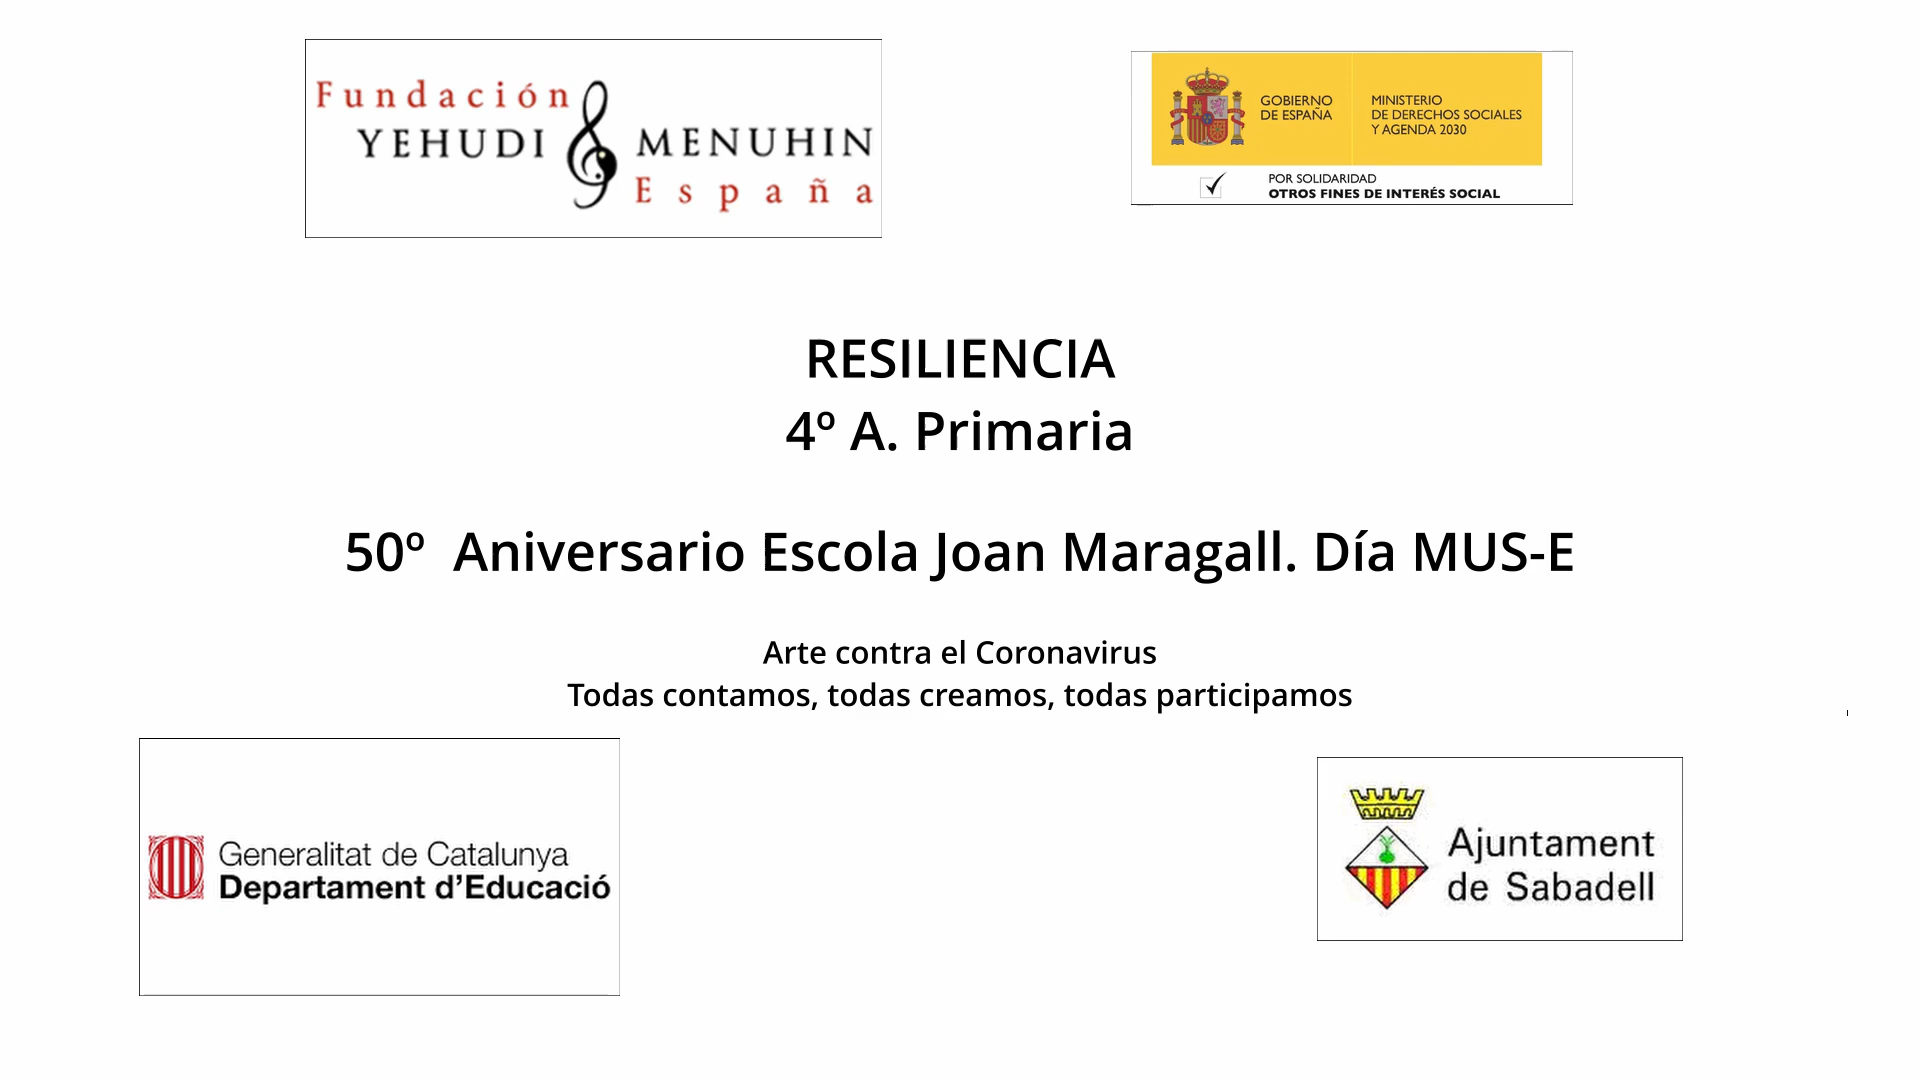 Fundación
YEHUDI MENUHIN
España
GOBIERNO
DE ESPAÑA
MINISTERIO
DE DERECHOS SOCIALES
Y AGENDA 2030
POR SOLIDARIDAD
OTROS FINES DE INTERÉS SOCIAL
RESILIENCIA
4º A. Primaria
50º  Aniversario Escola Joan Maragall. Día MUS-E
Arte contra el Coronavirus
Todas contamos, todas creamos, todas participamos
Generalitat de Catalunya
Departament d’Educació
Ajuntament
de Sabadell